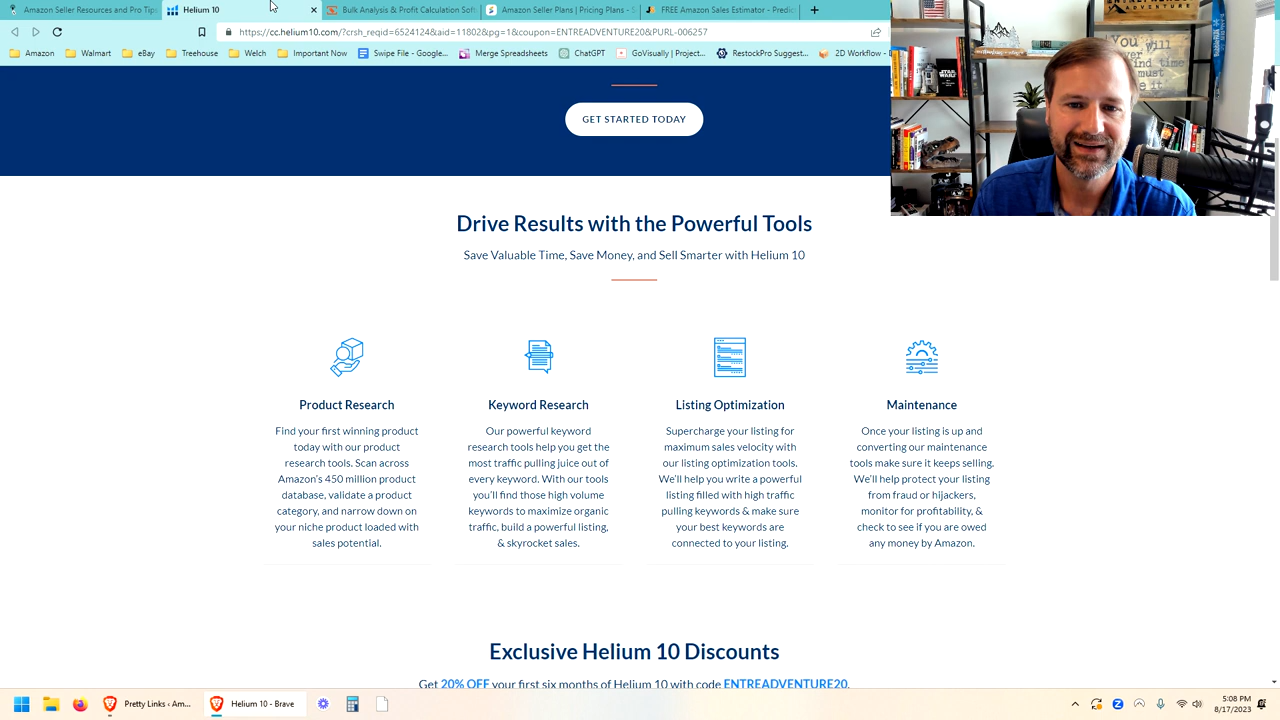 Amazon Seller Resources and Pro Tips
Helium 10
Bulk Analysis & Profit Calculation Soft
Amazon Seller Plans | Pricing Plans - S
FREE Amazon Sales Estimator - Predic
https://cc.helium10.com/?crsh_reqid=6524124&aid=11802&pg=1&coupon=ENTREADVENTURE20&PURL-006257
Amazon
Walmart
eBay
Treehouse
Welch
Important Now
Swipe File - Google...
Merge Spreadsheets
ChatGPT
GoVisually | Project...
RestockProSuggest...
2D Workflow - E
ADVENTURE
You will
STAR
WARS
GET STARTED TODAY
Drive Results with the Powerful Tools
Save Valuable Time, Save Money, and Sell Smarter with Helium 10
Product Research
Find your first winning product
today with our product
research tools. Scan across
Amazon's 450 million product
database, validate a product
category, and narrow down on
your niche product loaded with
sales potential.
Keyword Research
Our powerful keyword
research tools help you get the
most traffic pulling juice out of
every keyword. With our tools
you'll find those high volume
keywords to maximize organic
traffic, build a powerful listing,
& skyrocket sales.
Listing Optimization
Supercharge your listing for
maximum sales velocity with
our listing optimization tools.
We'll help you write a powerful
listing filled with high traffic
pulling keywords & make sure
your best keywords are
connected to your listing.
Maintenance
Once your listing is up and
converting our maintenance
tools make sure it keeps selling.
We'll help protect your listing
from fraud or hijackers,
monitor for profitability, &
check to see if you are owed
any money by Amazon.
Exclusive Helium 10 Discounts
Get 20% OFF your first six months of Helium 10 with code ENTREADVENTURE20.
Pretty Links ‹ Am...
Helium 10 - Brave
5:08 PM
8/17/2023